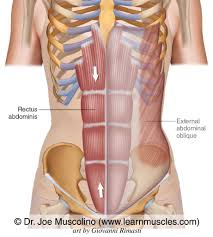 Rectus
abdominis
External
abdominal
oblique
© Dr. Joe Muscolino (www.learnmuscles.com)
art by Giovanni Rimasti